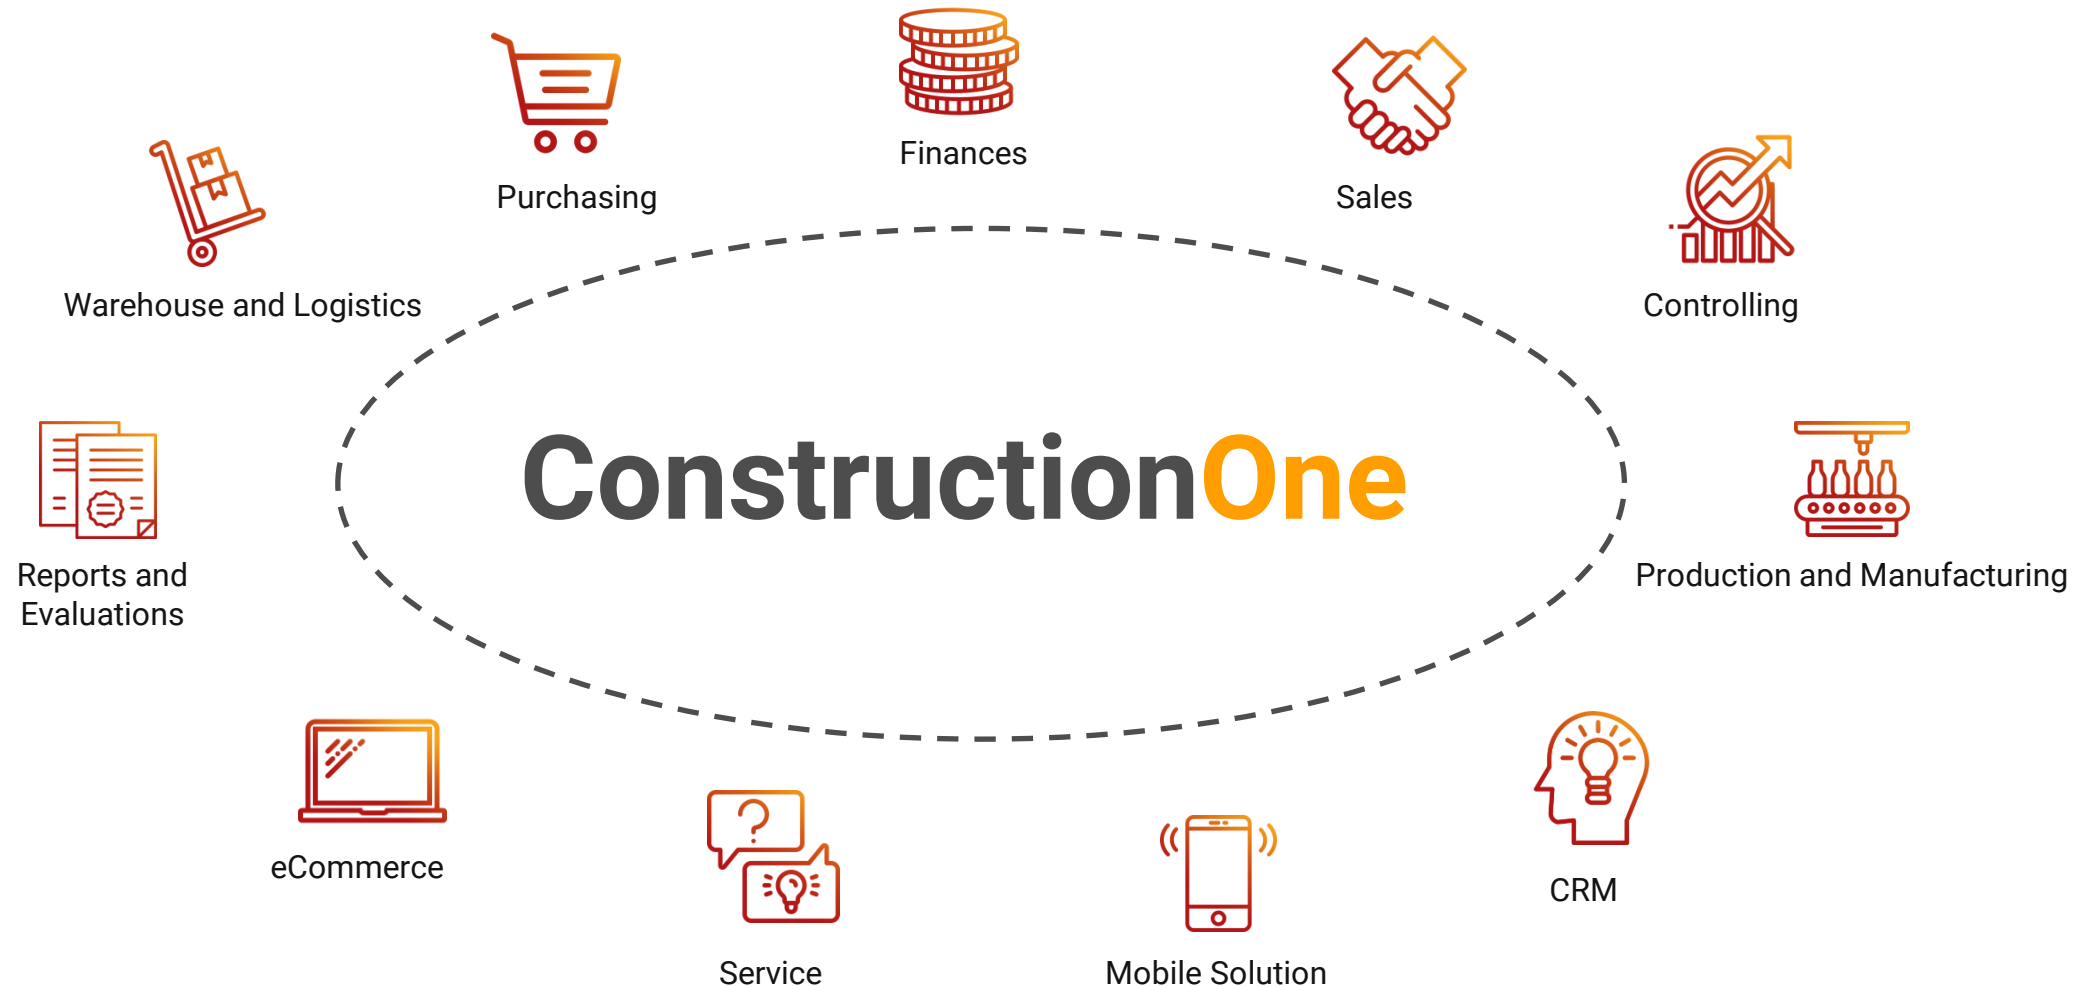 Finances
Purchasing
Sales
Warehouse and Logistics
Controlling
ConstructionOne
Reports and
Evaluations
Production and Manufacturing
eCommerce
CRM
Service
Mobile Solution